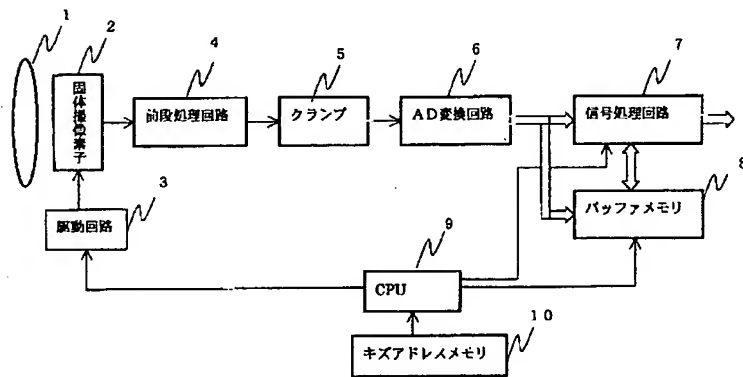 1
2
4
5
6
7
固体撮像素子
前段処理回路
クランプ
AD変換回路
信号処理回路
3
8
駆動回路
バッファメモリ
9
CPU
10
キズアドレスメモリ